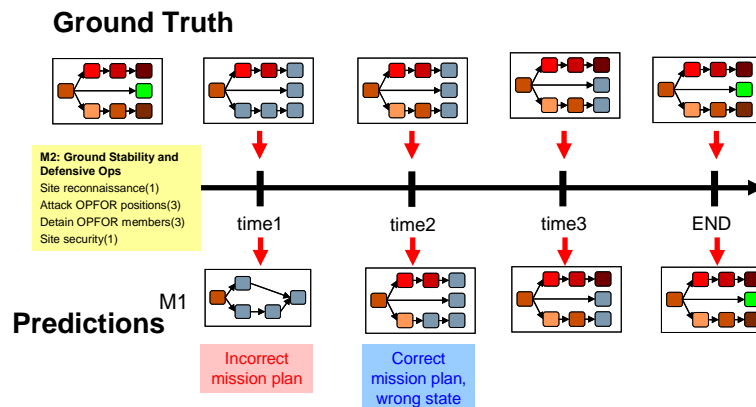 Ground Truth
M2: Ground Stability and
Defensive Ops
Site reconnaissance(1)
Attack OPFOR positions(3)
Detain OPFOR members(3)
Site security(1)
time1
time2
time3
END
M1
Predictions
Incorrect
mission plan
Correct
mission plan,
wrong state